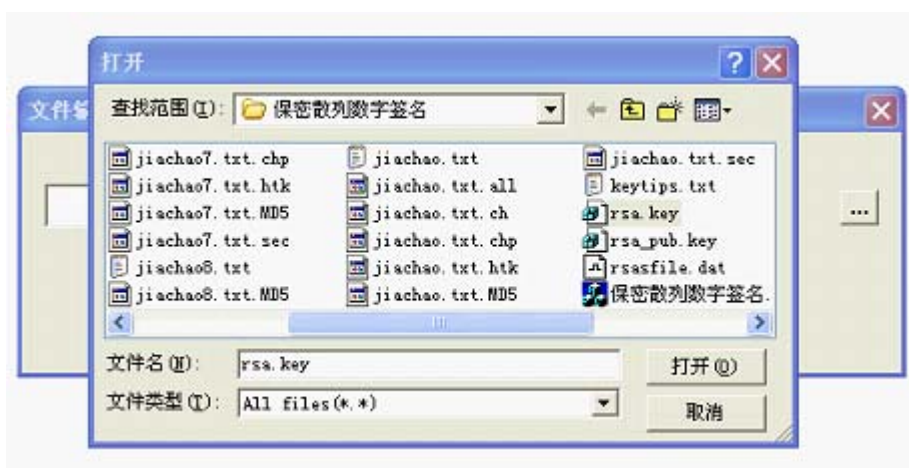 打开
文件
查找范围(I): 保密散列数字签名
jiachao7.txt.chp
jiachao7.txt.htk
jiachao7.txt.MD5
jiachao7.txt.sec
jiachao8.txt
jiachao8.txt.MD5
jiachao.txt
jiachao.txt.all
jiachao.txt.ch
jiachao.txt.chp
jiachao.txt.htk
jiachao.txt.MD5
jiachao.txt.sec
keytips.txt
rsa.key
rsa_pub.key
rsasfile.dat
保密散列数字签名.
文件名(N): rsa.key
打开(O)
文件类型(T): All files(*.*)
取消
...